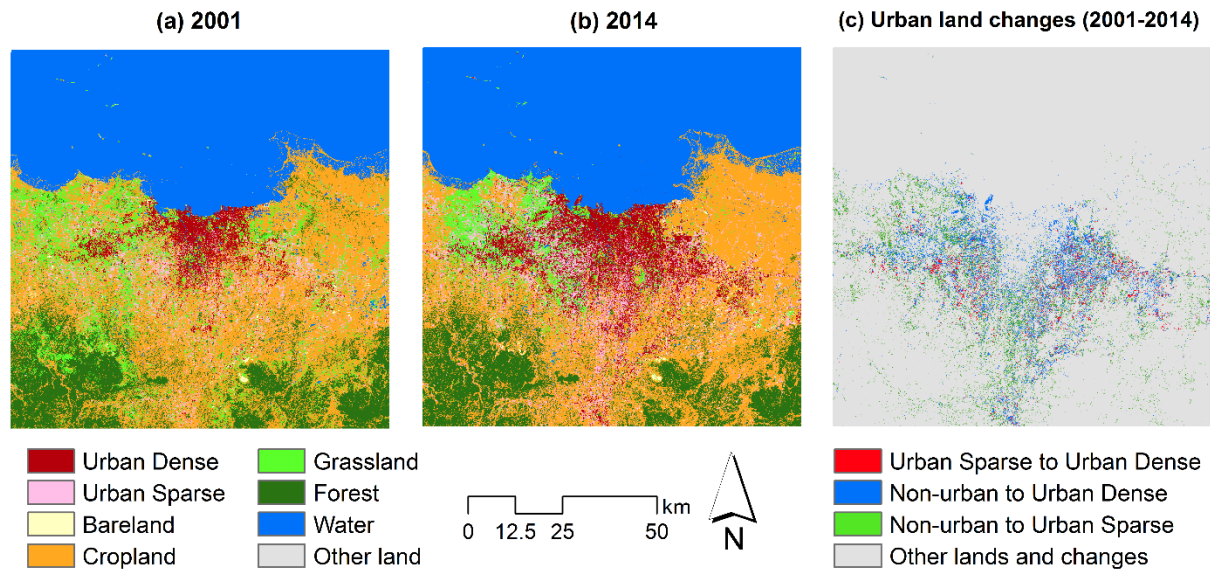 (a) 2001
(b) 2014
(c) Urban land changes (2001-2014)
Urban Dense
Urban Sparse
Bareland
Cropland
Grassland
Forest
Water
Other land
km
0 12.5 25 50
N
Urban Sparse to Urban Dense
Non-urban to Urban Dense
Non-urban to Urban Sparse
Other lands and changes